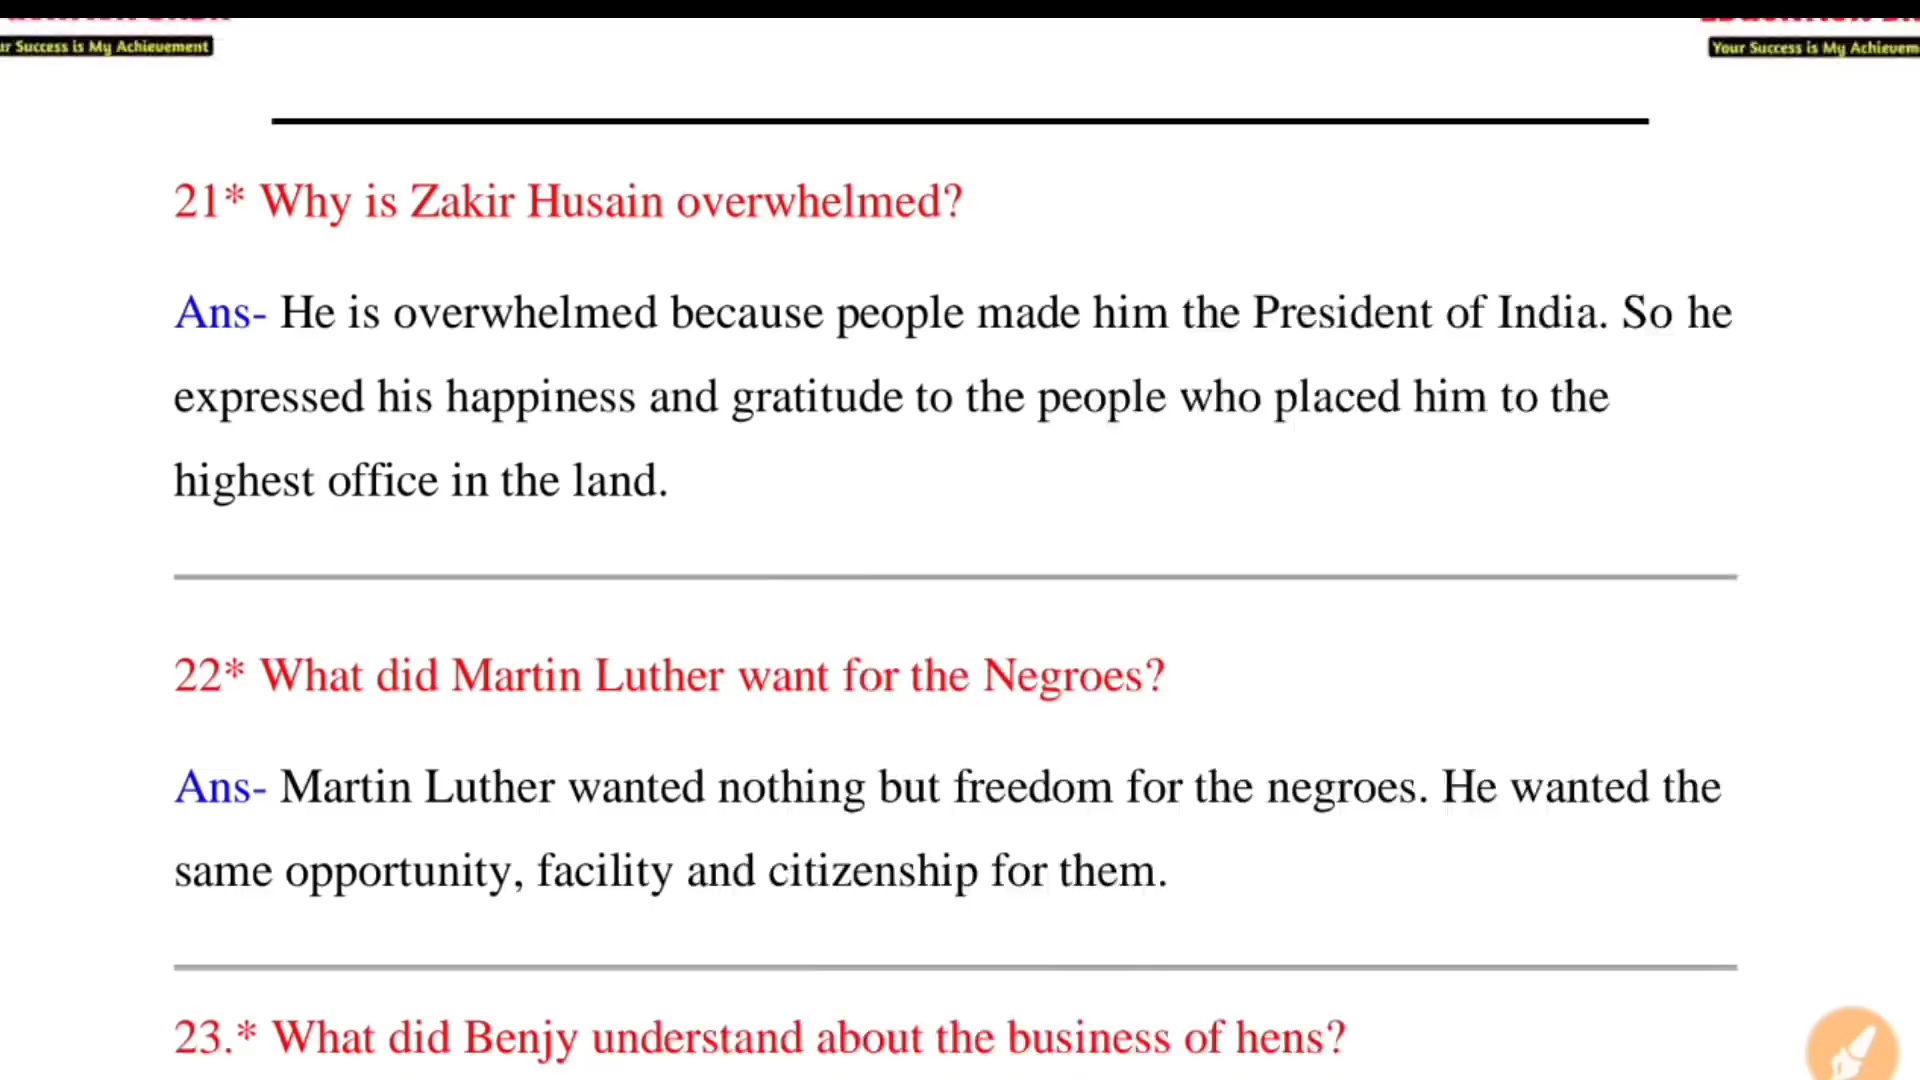 ur Success is My Achievement
Your Success is My Achievem
21* Why is Zakir Husain overwhelmed?
Ans- He is overwhelmed because people made him the President of India. So he
expressed his happiness and gratitude to the people who placed him to the
highest office in the land.
22* What did Martin Luther want for the Negroes?
Ans- Martin Luther wanted nothing but freedom for the negroes. He wanted the
same opportunity, facility and citizenship for them.
23.* What did Benjy understand about the business of hens?